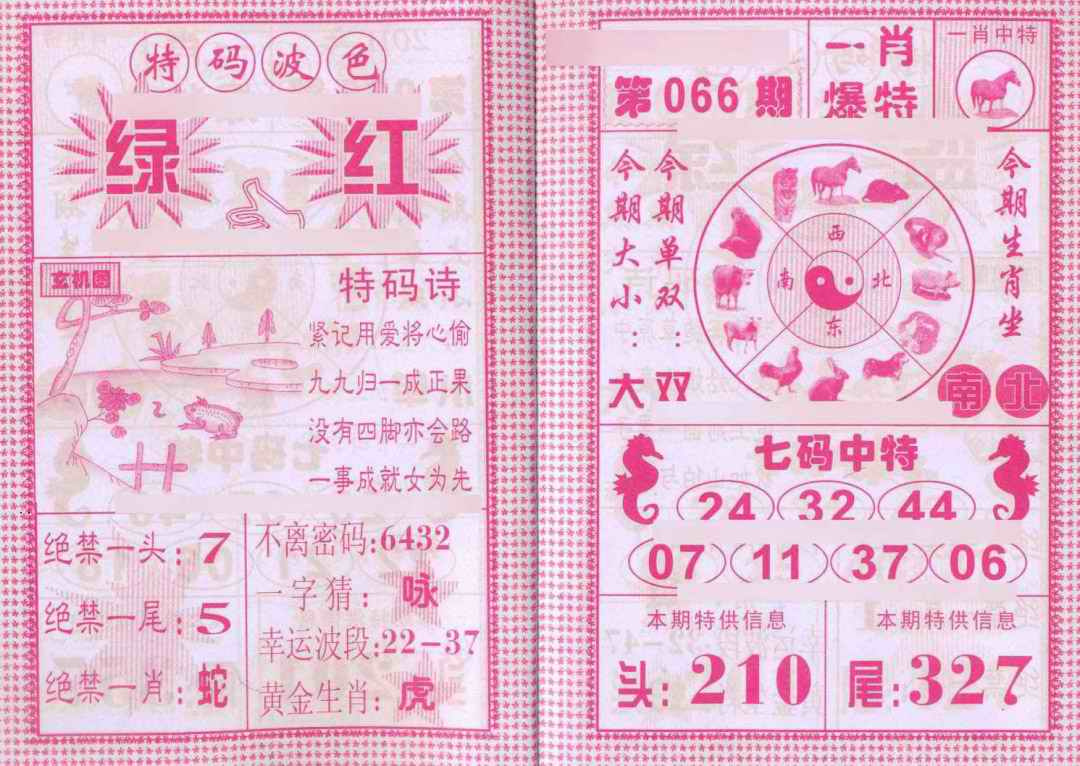 特码波色
绿 红
玄机图
特码诗
紧记用爱将心偷
九九归一成正果
没有四脚亦会路
一事成就女为先
绝禁一头:7
绝禁一尾:5
绝禁一肖:蛇
不离密码:6432
一字猜:咏
幸运波段:22-37
黄金生肖:虎
第066期
一肖
爆特
一肖中特
今期大小:大
今期单双:双
西
南 北
东
今期生肖坐
南北
七码中特
24 32 44
07 11 37 06
本期特供信息
头:210
本期特供信息
尾:327